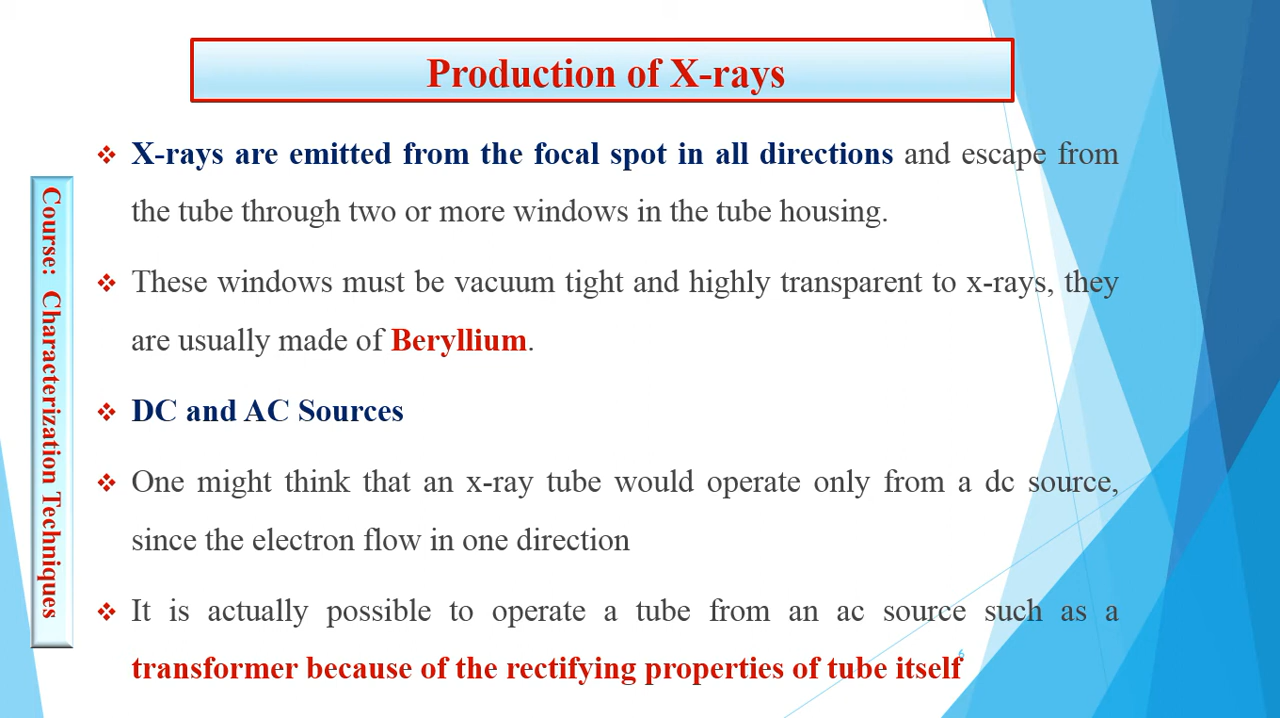 Production of X-rays
Course: Characterization Techniques
❖ X-rays are emitted from the focal spot in all directions and escape from
the tube through two or more windows in the tube housing.
❖ These windows must be vacuum tight and highly transparent to x-rays, they
are usually made of Beryllium.
❖ DC and AC Sources
❖ One might think that an x-ray tube would operate only from a dc source,
since the electron flow in one direction
❖ It is actually possible to operate a tube from an ac source such as a
transformer because of the rectifying properties of tube itself
6